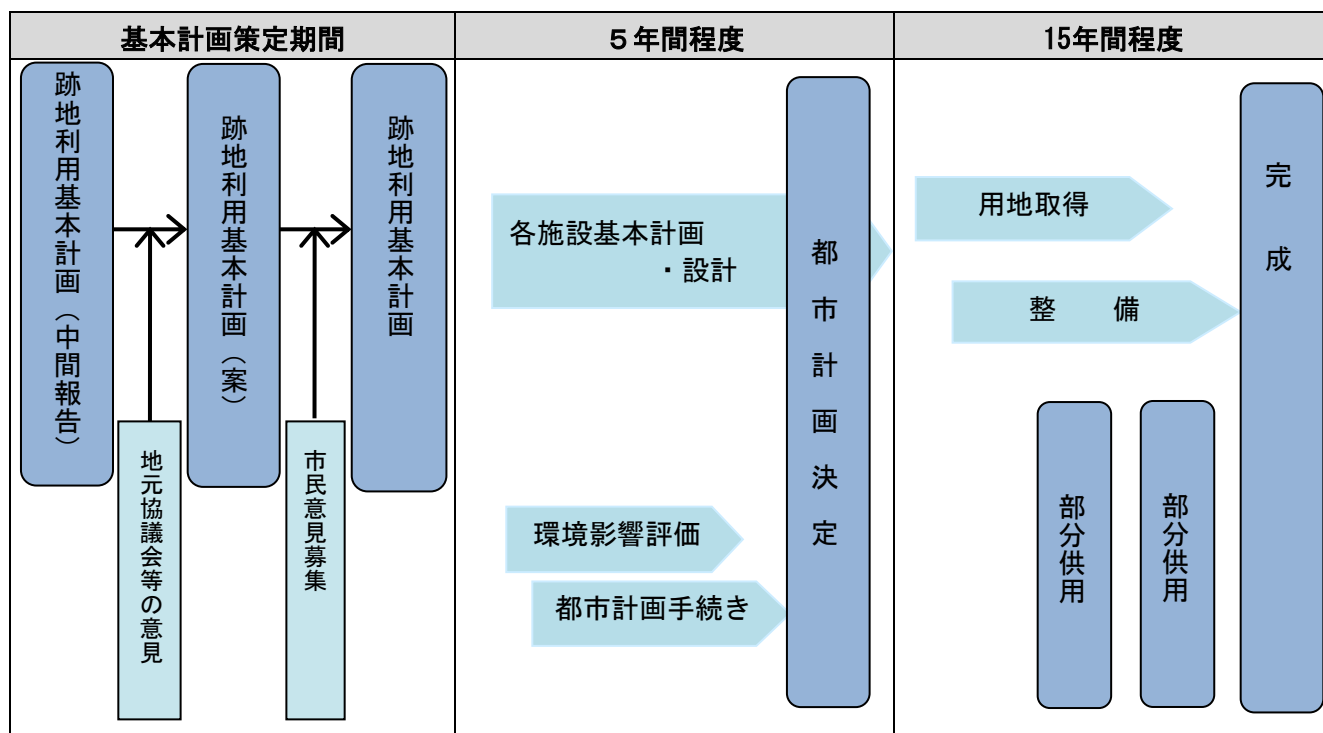 基本計画策定期間
５年間程度
15年間程度
跡地利用基本計画（中間報告）
跡地利用基本計画（案）
跡地利用基本計画
地元協議会等の意見
市民意見募集
各施設基本計画
・設計
環境影響評価
都市計画手続き
都市計画決定
用地取得
整　備
部分供用
部分供用
完成